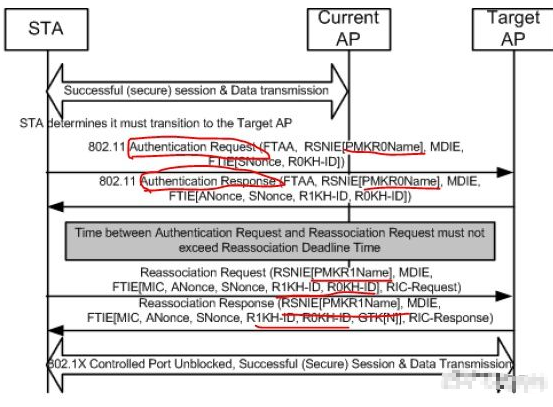 STA
Current
AP
Target
AP
Successful (secure) session & Data transmission
STA determines it must transition to the Target AP
802.11 Authentication Request (FTAA, RSNIE[PMKR0Name], MDIE,
FTIE[SNonce, R0KH-ID])
802.11 Authentication Response (FTAA, RSNIE[PMKR0Name], MDIE,
FTIE[ANonce, SNonce, R1KH-ID, R0KH-ID])
Time between Authentication Request and Reassociation Request must not
exceed Reassociation Deadline Time
Reassociation Request (RSNIE[PMKR1Name], MDIE,
FTIE[MIC, ANonce, SNonce, R1KH-ID, R0KH-ID], RIC-Request)
Reassociation Response (RSNIE[PMKR1Name], MDIE,
FTIE[MIC, ANonce, SNonce, R1KH-ID, R0KH-ID, GTK[N]], RIC-Response)
802.1X Controlled Port Unblocked, Successful (Secure) Session & Data Transmission